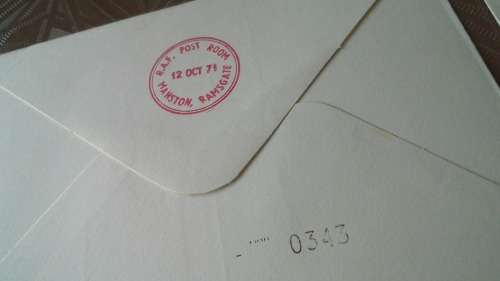 R.A.F. POST ROOM
12 OCT 71
MANSTON, RAMSGATE
0343